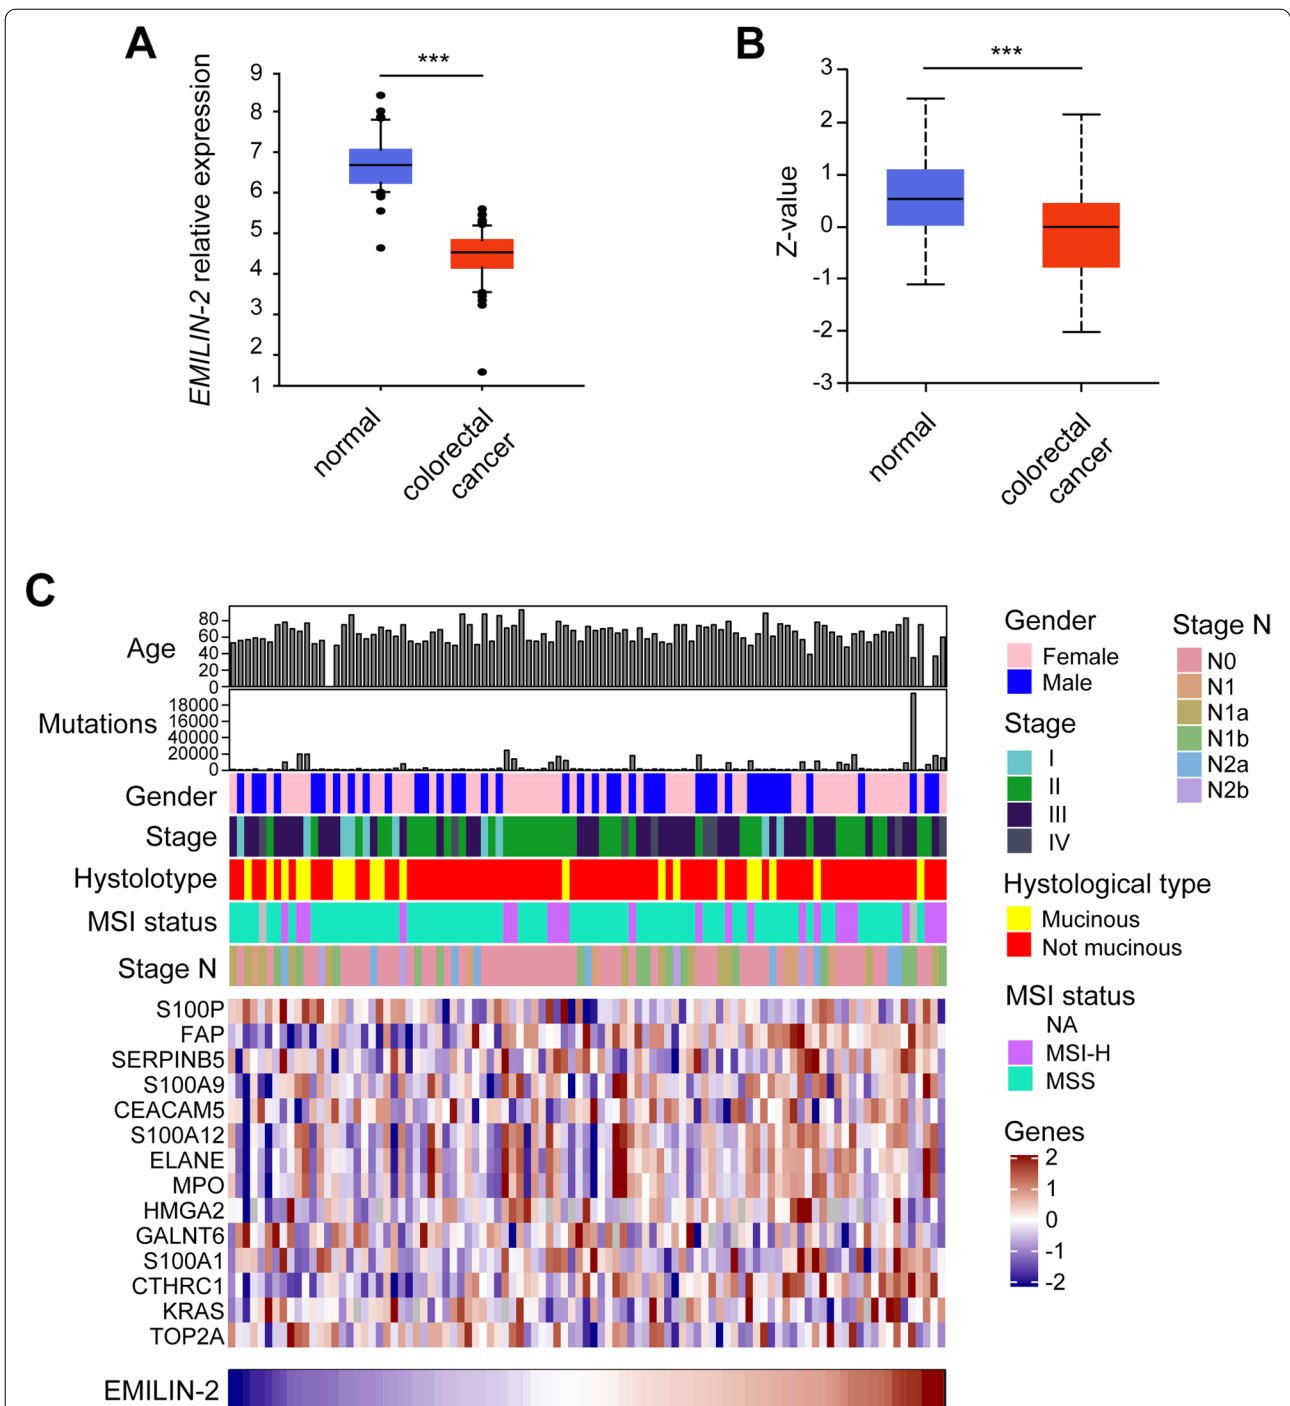 A
EMILIN-2 relative expression
9
8
7
6
5
4
3
2
1
***
normal
colorectal
cancer
B
Z-value
3
2
1
0
-1
-2
-3
***
normal
colorectal
cancer
C
Age
80
60
40
20
0
Mutations
18000
16000
40000
20000
0
Gender
Stage
Hystolotype
MSI status
Stage N
S100P
FAP
SERPINB5
S100A9
CEACAM5
S100A12
ELANE
MPO
HMGA2
GALNT6
S100A1
CTHRC1
KRAS
TOP2A
EMILIN-2
Gender
Female
Male
Stage
I
II
III
IV
Hystological type
Mucinous
Not mucinous
MSI status
NA
MSI-H
MSS
Genes
2
1
0
-1
-2
Stage N
N0
N1
N1a
N1b
N2a
N2b